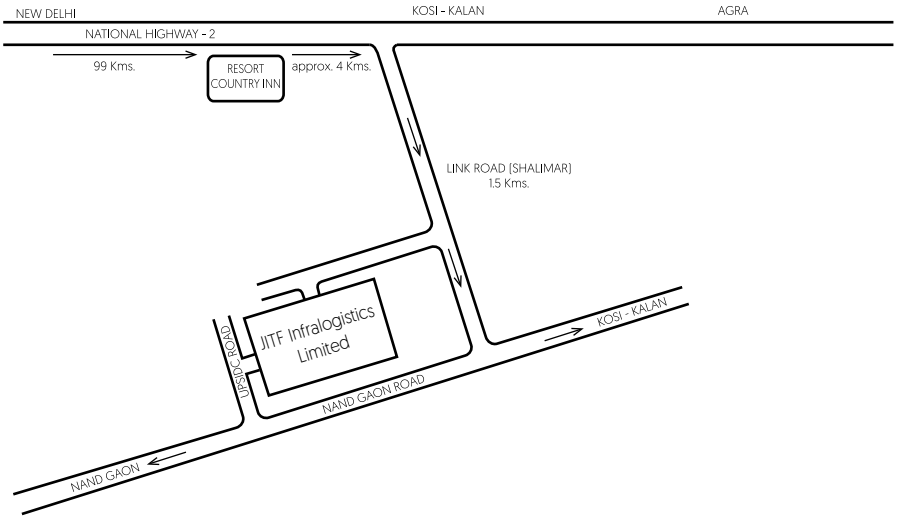 NEW DELHI
KOSI - KALAN
AGRA
NATIONAL HIGHWAY - 2
99 Kms.
RESORT
COUNTRY INN
approx. 4 Kms.
LINK ROAD (SHALIMAR)
1.5 Kms.
JITF Infralogistics
Limited
UPSIDC ROAD
KOSI - KALAN
NAND GAON ROAD
NAND GAON